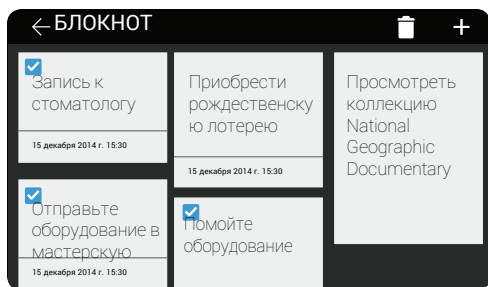 БЛОКНОТ
Запись к
стоматологу
15 декабря 2014 г. 15:30
Отправьте
оборудование в
мастерскую
15 декабря 2014 г. 15:30
Приобрести
рождественску
ю лотерею
15 декабря 2014 г. 15:30
Помойте
оборудование
Просмотреть
коллекцию
National
Geographic
Documentary